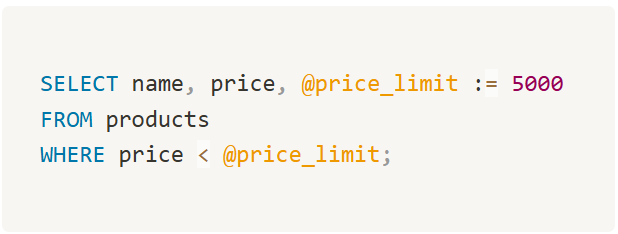 SELECT name, price, @price_limit := 5000
FROM products
WHERE price < @price_limit;